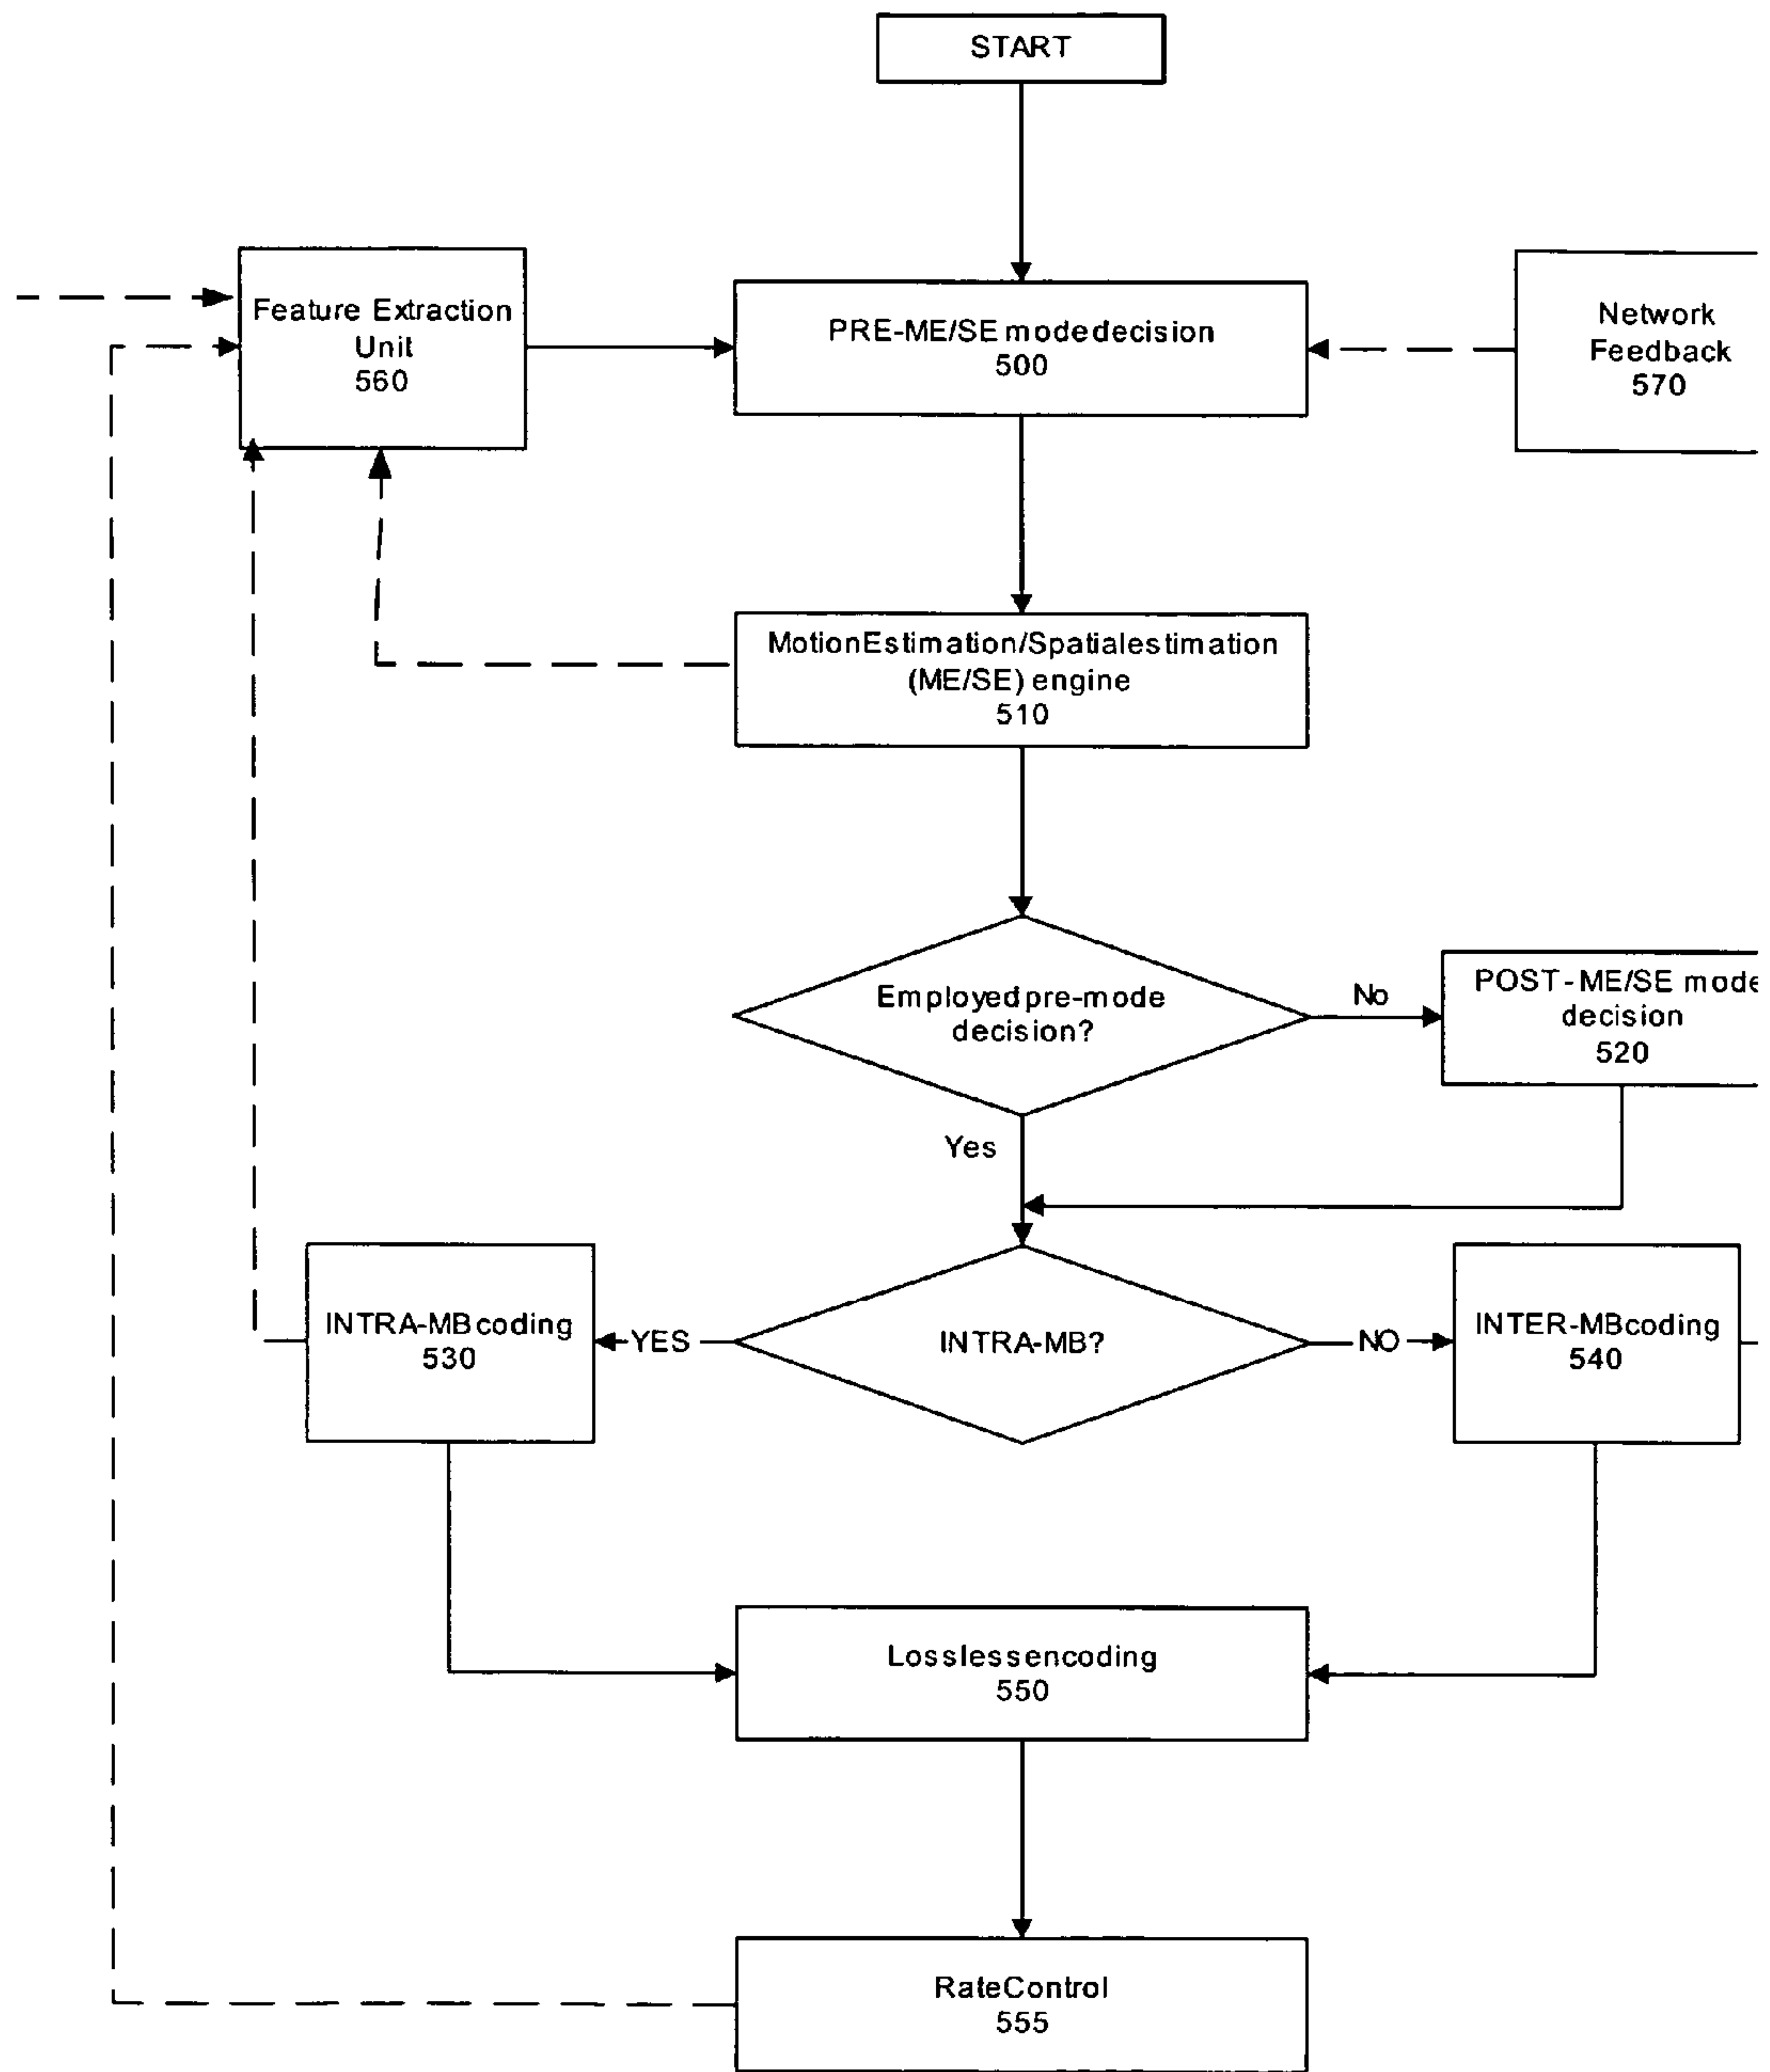 START
Feature Extraction
Unit
560
PRE-ME/SE modedecision
500
Network
Feedback
570
MotionEstimation/Spatialestimation
(ME/SE) engine
510
Employedpre-mode
decision?
No
POST-ME/SE mode
decision
520
Yes
INTRA-MBcoding
530
YES
INTRA-MB?
NO
INTER-MBcoding
540
Losslessencoding
550
RateControl
555